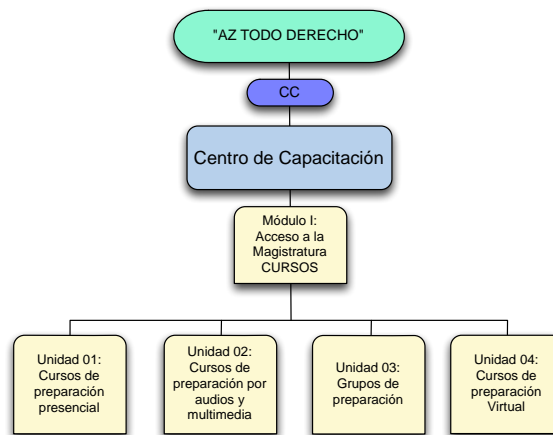 "AZ TODO DERECHO"
CC
Centro de Capacitación
Módulo I:
Acceso a la
Magistratura
CURSOS
Unidad 01:
Cursos de
preparación
presencial
Unidad 02:
Cursos de
preparación por
audios y
multimedia
Unidad 03:
Grupos de
preparación
Unidad 04:
Cursos de
preparación
Virtual